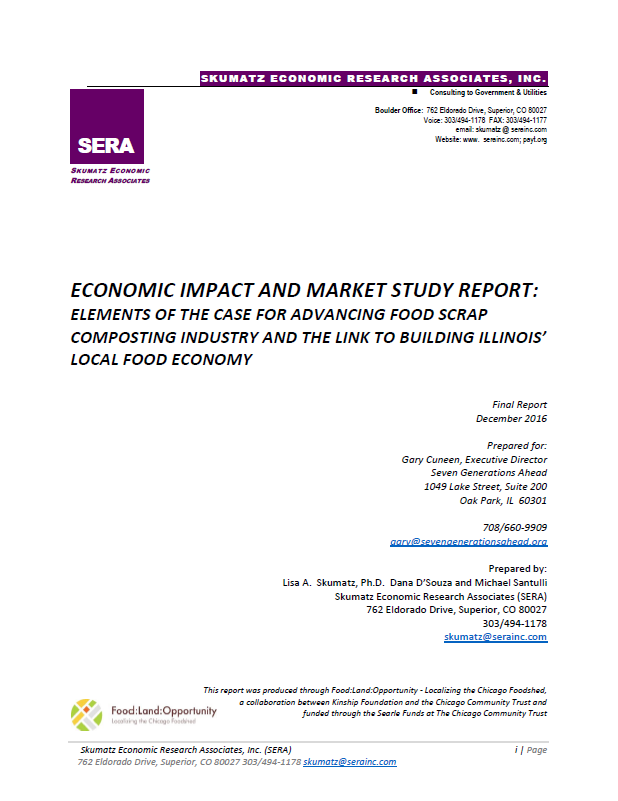 SKUMATZ ECONOMIC RESEARCH ASSOCIATES, INC.
■ Consulting to Government & Utilities
Boulder Office: 762 Eldorado Drive, Superior, CO 80027
Voice: 303/494-1178 FAX: 303/494-1177
email: skumatz @ serainc.com
Website: www. serainc.com; payt.org
SERA
SKUMATZ ECONOMIC
RESEARCH ASSOCIATES
ECONOMIC IMPACT AND MARKET STUDY REPORT:
ELEMENTS OF THE CASE FOR ADVANCING FOOD SCRAP
COMPOSTING INDUSTRY AND THE LINK TO BUILDING ILLINOIS’
LOCAL FOOD ECONOMY
Final Report
December 2016
Prepared for:
Gary Cuneen, Executive Director
Seven Generations Ahead
1049 Lake Street, Suite 200
Oak Park, IL 60301
708/660-9909
gary@sevengenerationsahead.org
Prepared by:
Lisa A. Skumatz, Ph.D. Dana D’Souza and Michael Santulli
Skumatz Economic Research Associates (SERA)
762 Eldorado Drive, Superior, CO 80027
303/494-1178
skumatz@serainc.com
This report was produced through Food:Land:Opportunity - Localizing the Chicago Foodshed,
a collaboration between Kinship Foundation and the Chicago Community Trust and
funded through the Searle Funds at The Chicago Community Trust
Food:Land:Opportunity
Localizing the Chicago Foodshed
Skumatz Economic Research Associates, Inc. (SERA) i | Page
762 Eldorado Drive, Superior, CO 80027 303/494-1178 skumatz@serainc.com